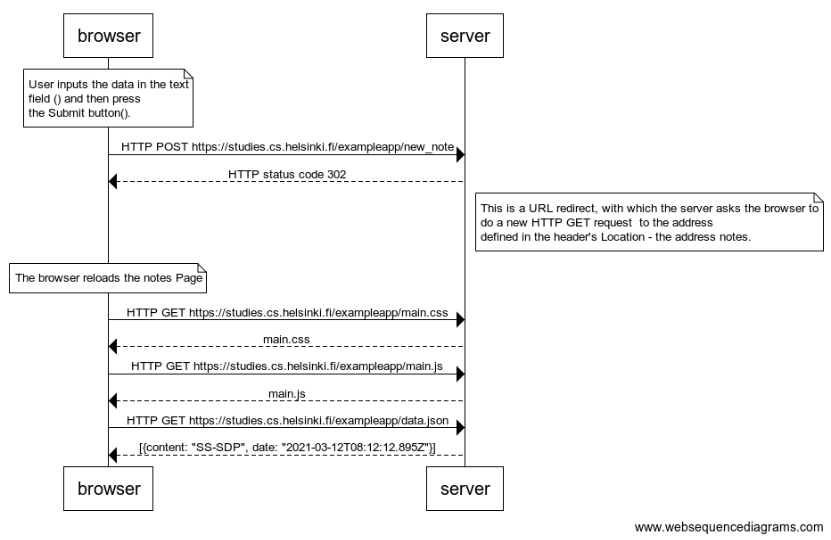 browser
server
User inputs the data in the text
field () and then press
the Submit button().
HTTP POST https://studies.cs.helsinki.fi/exampleapp/new_note
HTTP status code 302
This is a URL redirect, with which the server asks the browser to
do a new HTTP GET request to the address
defined in the header's Location - the address notes.
The browser reloads the notes Page
HTTP GET https://studies.cs.helsinki.fi/exampleapp/main.css
main.css
HTTP GET https://studies.cs.helsinki.fi/exampleapp/main.js
main.js
HTTP GET https://studies.cs.helsinki.fi/exampleapp/data.json
[{content: "SS-SDP", date: "2021-03-12T08:12:12.895Z"}]
browser
server
www.websequencediagrams.com